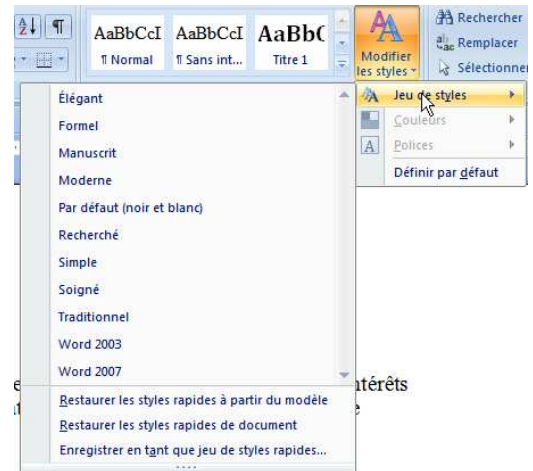 AaBbCcI AaBbCcI AaBb(
¶ Normal ¶ Sans int... Titre 1
Modifier les styles
Rechercher
Remplacer
Sélectionner
Jeu de styles
Couleurs
Polices
Définir par défaut
Élégant
Formel
Manuscrit
Moderne
Par défaut (noir et blanc)
Recherché
Simple
Soigné
Traditionnel
Word 2003
Word 2007
Restaurer les styles rapides à partir du modèle
Restaurer les styles rapides de document
Enregistrer en tant que jeu de styles rapides...
ntérêts